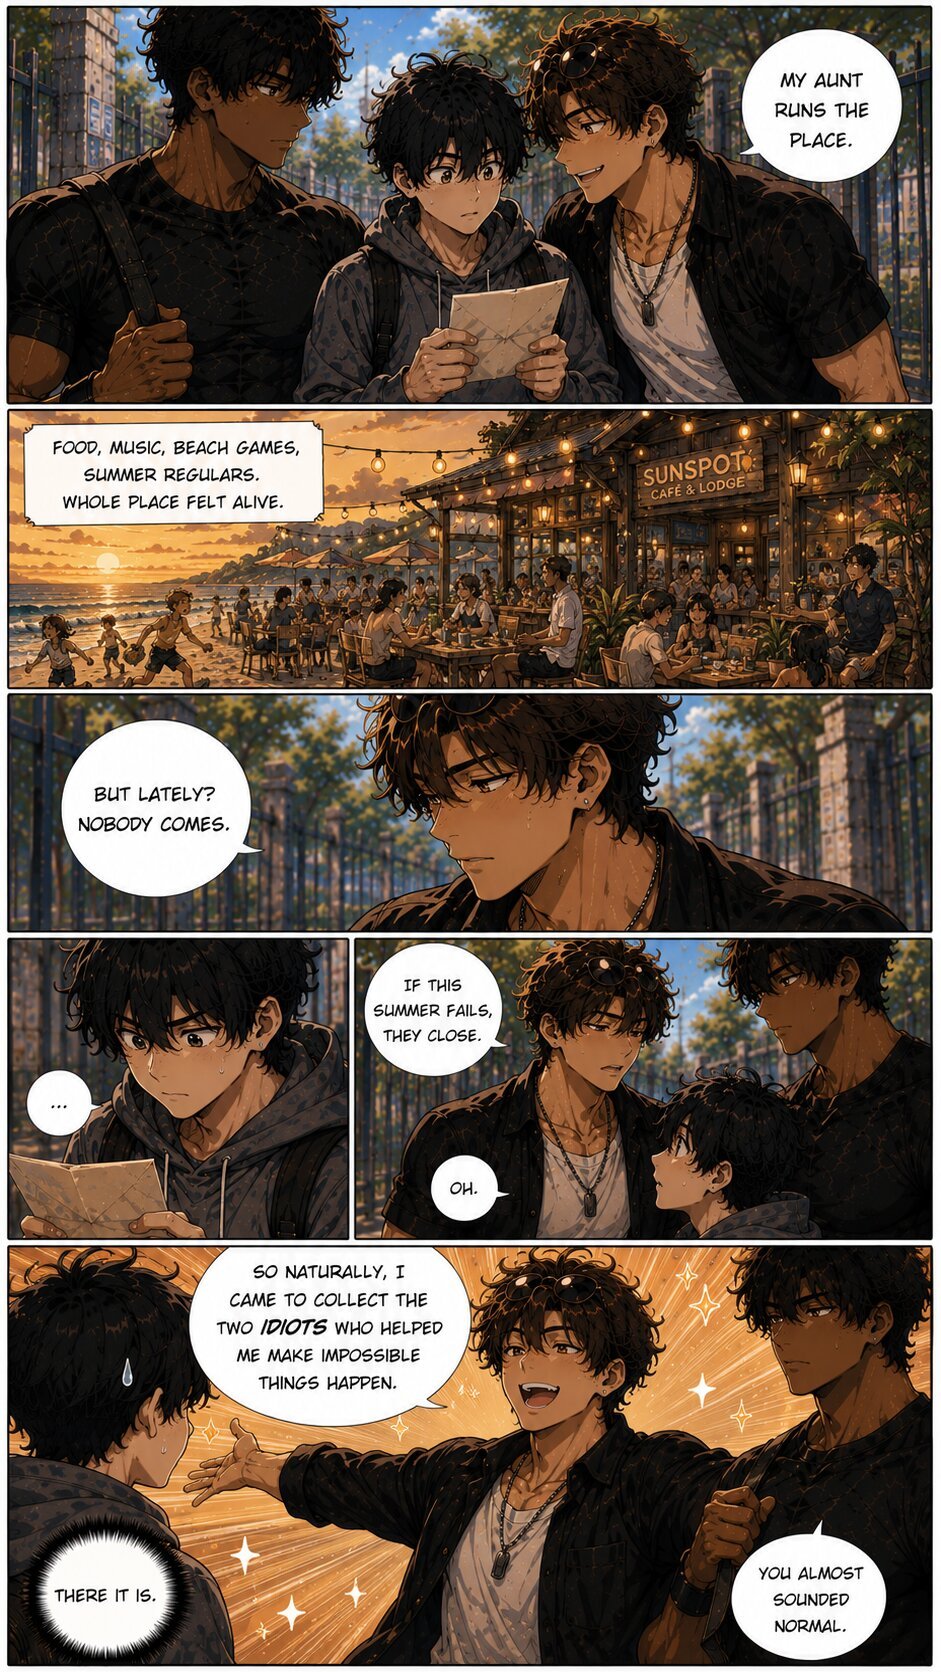 MY AUNT
RUNS THE
PLACE.
FOOD, MUSIC, BEACH GAMES,
SUMMER REGULARS.
WHOLE PLACE FELT ALIVE.
SUNSPOT
CAFÉ & LODGE
BUT LATELY?
NOBODY COMES.
...
IF THIS
SUMMER FAILS,
THEY CLOSE.
OH.
SO NATURALLY, I
CAME TO COLLECT THE
TWO IDIOTS WHO HELPED
ME MAKE IMPOSSIBLE
THINGS HAPPEN.
THERE IT IS.
YOU ALMOST
SOUNDED
NORMAL.